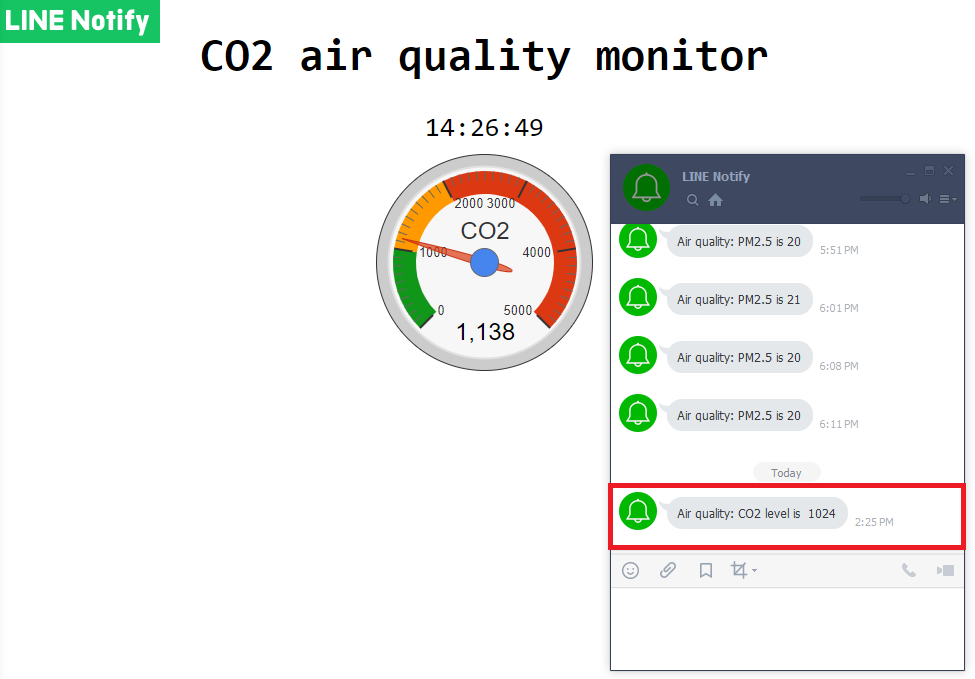 LINE Notify
CO2 air quality monitor
14:26:49
2000 3000
CO2
1000
4000
0
5000
1,138
LINE Notify
Air quality: PM2.5 is 20
5:51 PM
Air quality: PM2.5 is 21
6:01 PM
Air quality: PM2.5 is 20
6:08 PM
Air quality: PM2.5 is 20
6:11 PM
Today
Air quality: CO2 level is  1024
2:25 PM